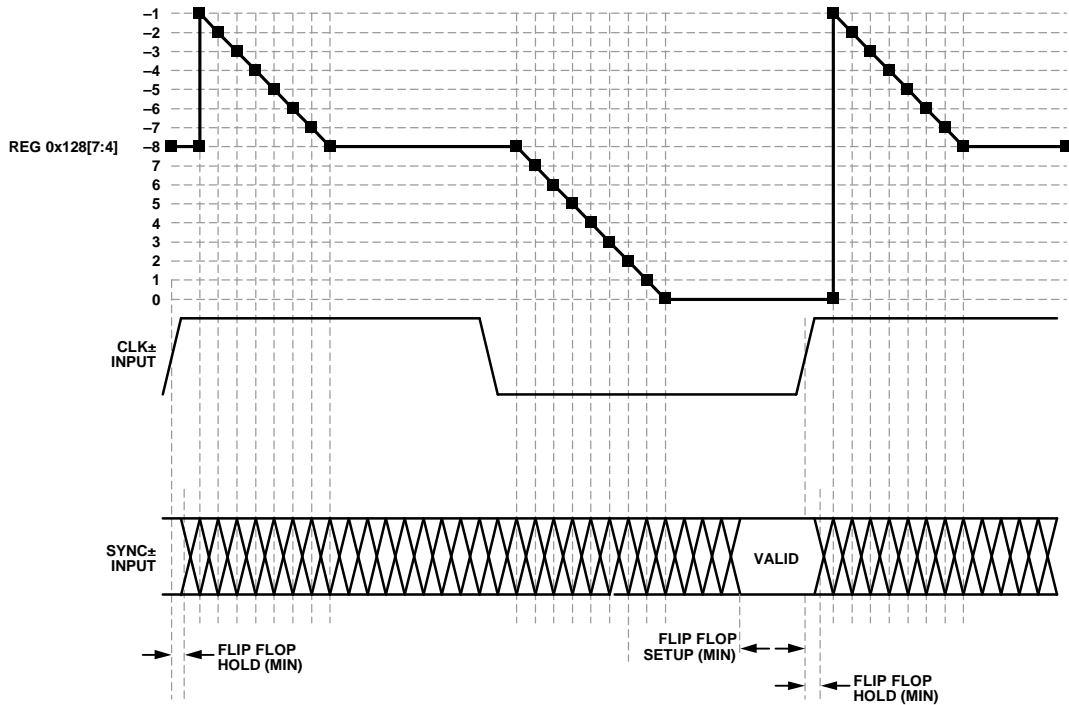 –1
–2
–3
–4
–5
–6
–7
REG 0x128[7:4]
–8
7
6
5
4
3
2
1
0
CLK±
INPUT
SYNC±
INPUT
VALID
FLIP FLOP
HOLD (MIN)
FLIP FLOP
SETUP (MIN)
FLIP FLOP
HOLD (MIN)